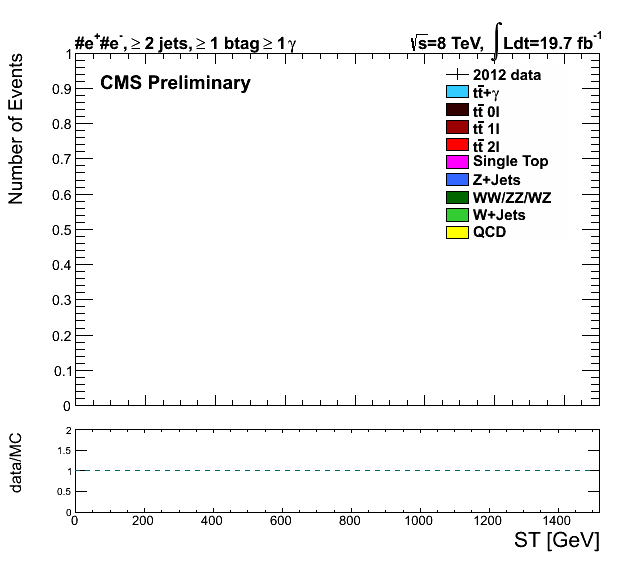 #e⁺#e⁻, ≥ 2 jets, ≥ 1 btag ≥ 1 γ
√s=8 TeV, ∫Ldt=19.7 fb⁻¹
CMS Preliminary
Number of Events
1
0.9
0.8
0.7
0.6
0.5
0.4
0.3
0.2
0.1
0
2012 data
tt̅+γ
tt̅ 0l
tt̅ 1l
tt̅ 2l
Single Top
Z+Jets
WW/ZZ/WZ
W+Jets
QCD
data/MC
2
1.5
1
0.5
0
0 200 400 600 800 1000 1200 1400
ST [GeV]